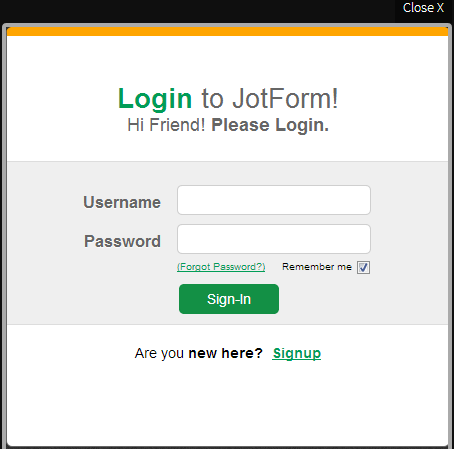 Close X
Login to JotForm!
Hi Friend! Please Login.
Username
Password
(Forgot Password?) Remember me
Sign-In
Are you new here? Signup